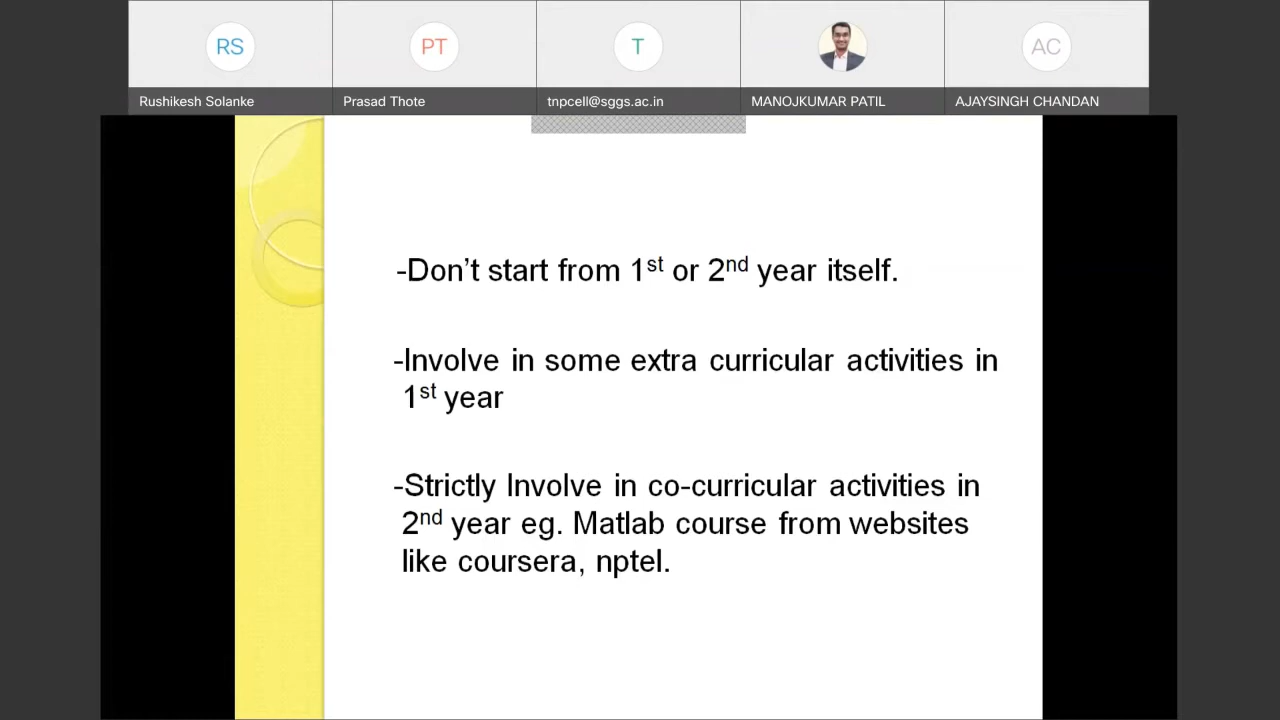 RS
PT
T
AC
Rushikesh Solanke
Prasad Thote
tnpcell@sggs.ac.in
MANOJKUMAR PATIL
AJAYSINGH CHANDAN
-Don’t start from 1st or 2nd year itself.
-Involve in some extra curricular activities in
1st year
-Strictly Involve in co-curricular activities in
2nd year eg. Matlab course from websites
like coursera, nptel.